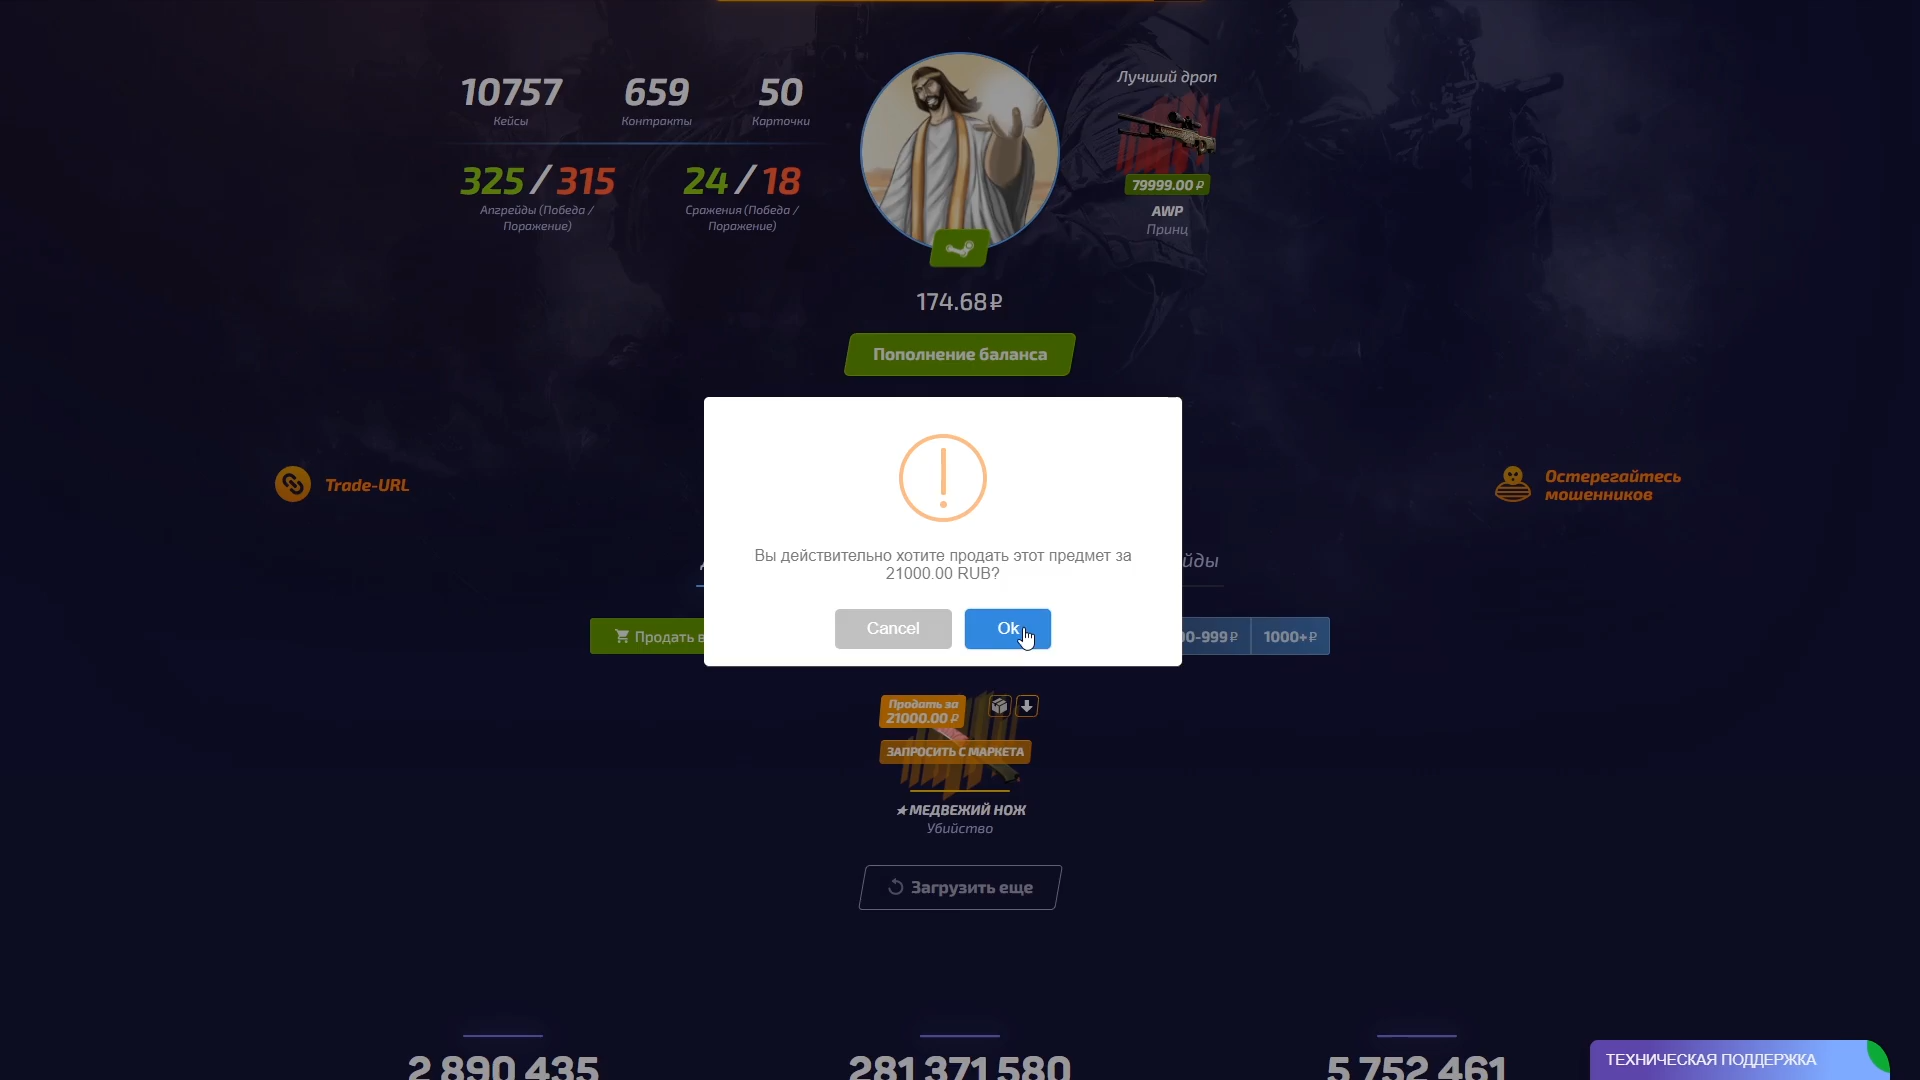 10757
Кейсы
659
Контракты
50
Карточки
325 / 315
Апгрейды (Победа /
Поражение)
24 / 18
Сражения (Победа /
Поражение)
Лучший дроп
79999.00 ₽
AWP
Принц
174.68₽
Пополнение баланса
Trade-URL
Остерегайтесь
мошенников
Вы действительно хотите продать этот предмет за
21000.00 RUB?
Cancel
Ok
Продать
1000+₽
Продать за
21000.00 ₽
ЗАПРОСИТЬ С МАРКЕТА
★МЕДВЕЖИЙ НОЖ
Убийство
Загрузить еще
2 890 435
281 371 580
5 752 461
ТЕХНИЧЕСКАЯ ПОДДЕРЖКА